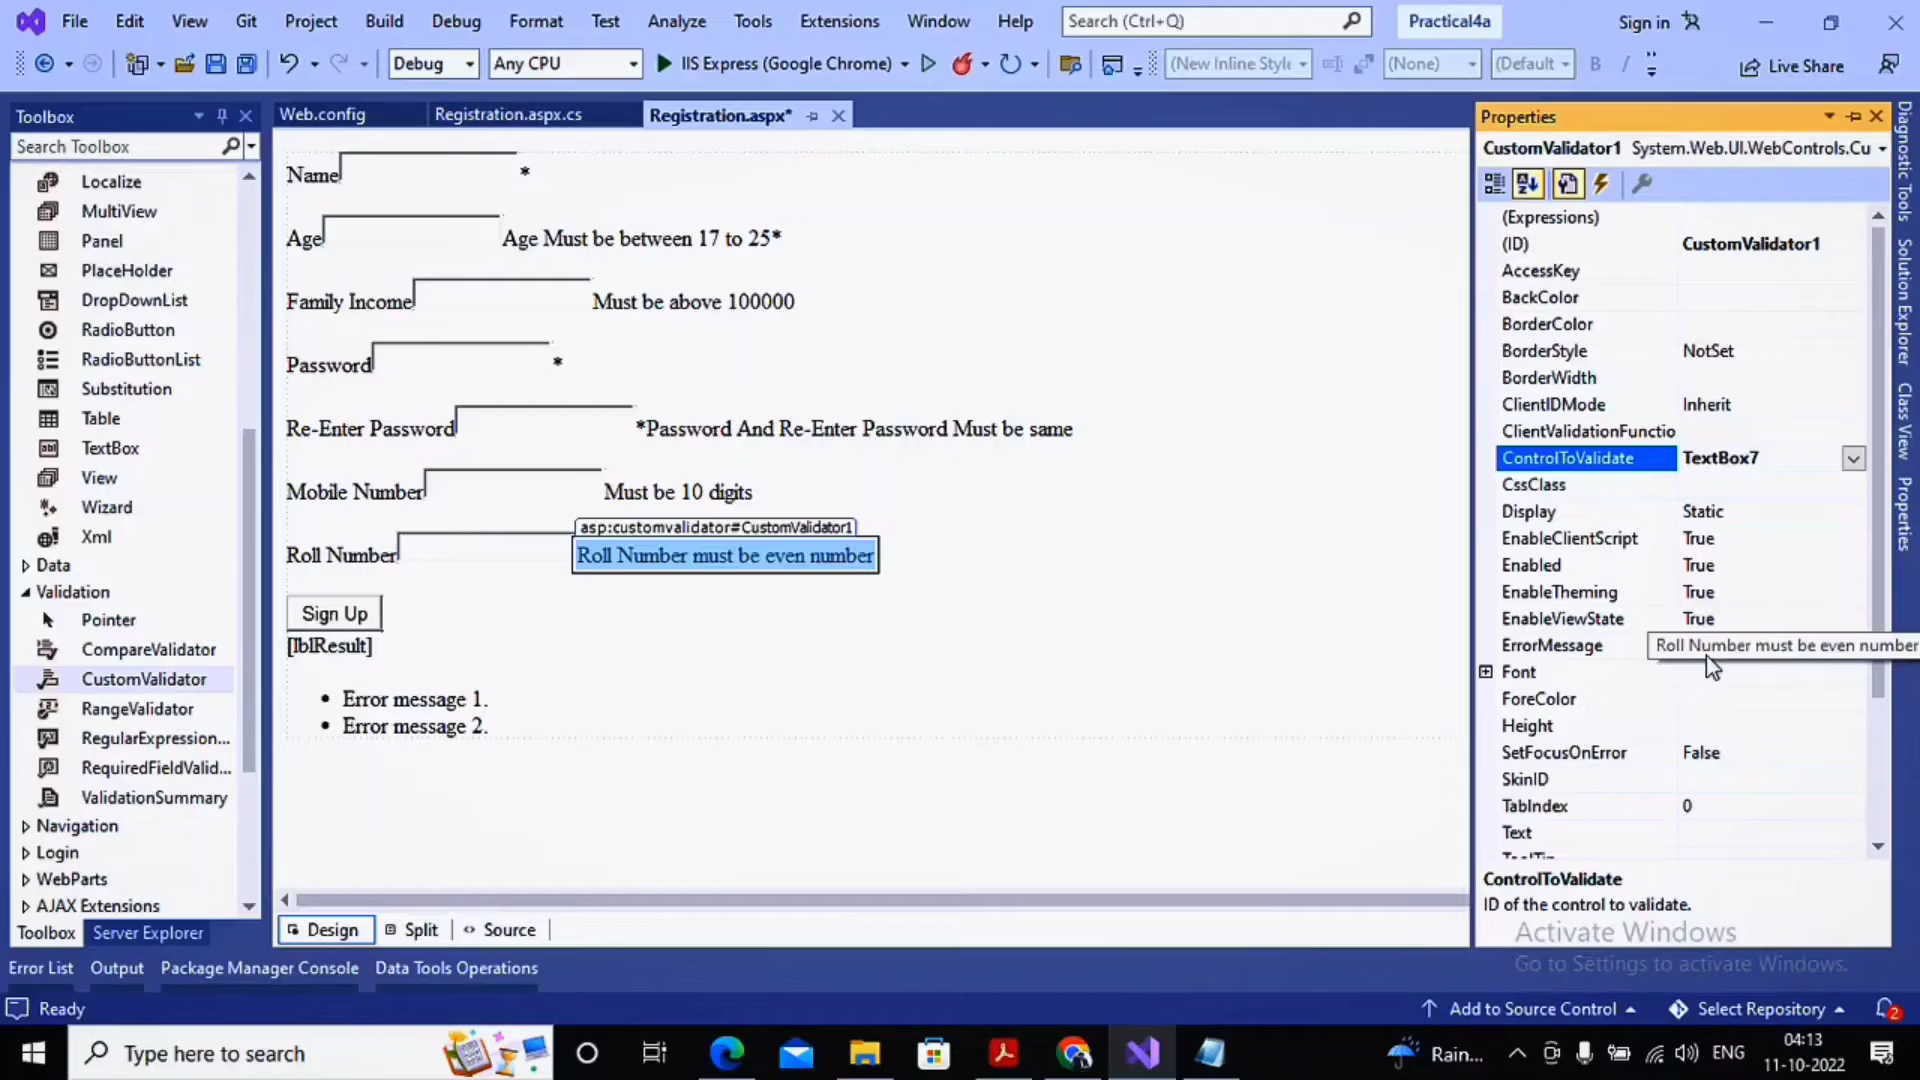 File Edit View Git Project Build Debug Format Test Analyze Tools Extensions Window Help Search (Ctrl+Q) Practical4a Sign in
Debug Any CPU IIS Express (Google Chrome) (New Inline Style (None) (Default B I Live Share
Toolbox
Search Toolbox
Localize
MultiView
Panel
PlaceHolder
DropDownList
RadioButton
RadioButtonList
Substitution
Table
TextBox
View
Wizard
Xml
Data
Validation
Pointer
CompareValidator
CustomValidator
RangeValidator
RegularExpression...
RequiredFieldValid...
ValidationSummary
Navigation
Login
WebParts
AJAX Extensions
Toolbox Server Explorer
Web.config Registration.aspx.cs Registration.aspx*
Name *
Age Age Must be between 17 to 25*
Family Income Must be above 100000
Password *
Re-Enter Password *Password And Re-Enter Password Must be same
Mobile Number Must be 10 digits
asp:customvalidator#CustomValidator1
Roll Number Roll Number must be even number
Sign Up
[lblResult]
• Error message 1.
• Error message 2.
Design Split Source
Properties
CustomValidator1 System.Web.UI.WebControls.Cu
(Expressions)
(ID) CustomValidator1
AccessKey
BackColor
BorderColor
BorderStyle NotSet
BorderWidth
ClientIDMode Inherit
ClientValidationFunctio
ControlToValidate TextBox7
CssClass
Display Static
EnableClientScript True
Enabled True
EnableTheming True
EnableViewState True
ErrorMessage Roll Number must be even number
Font
ForeColor
Height
SetFocusOnError False
SkinID
TabIndex 0
Text
ControlToValidate
ID of the control to validate.
Activate Windows
Go to Settings to activate Windows.
Diagnostic Tools
Solution Explorer
Class View
Properties
Error List Output Package Manager Console Data Tools Operations
Ready Add to Source Control Select Repository 2
Type here to search Rain... ENG 04:13
11-10-2022